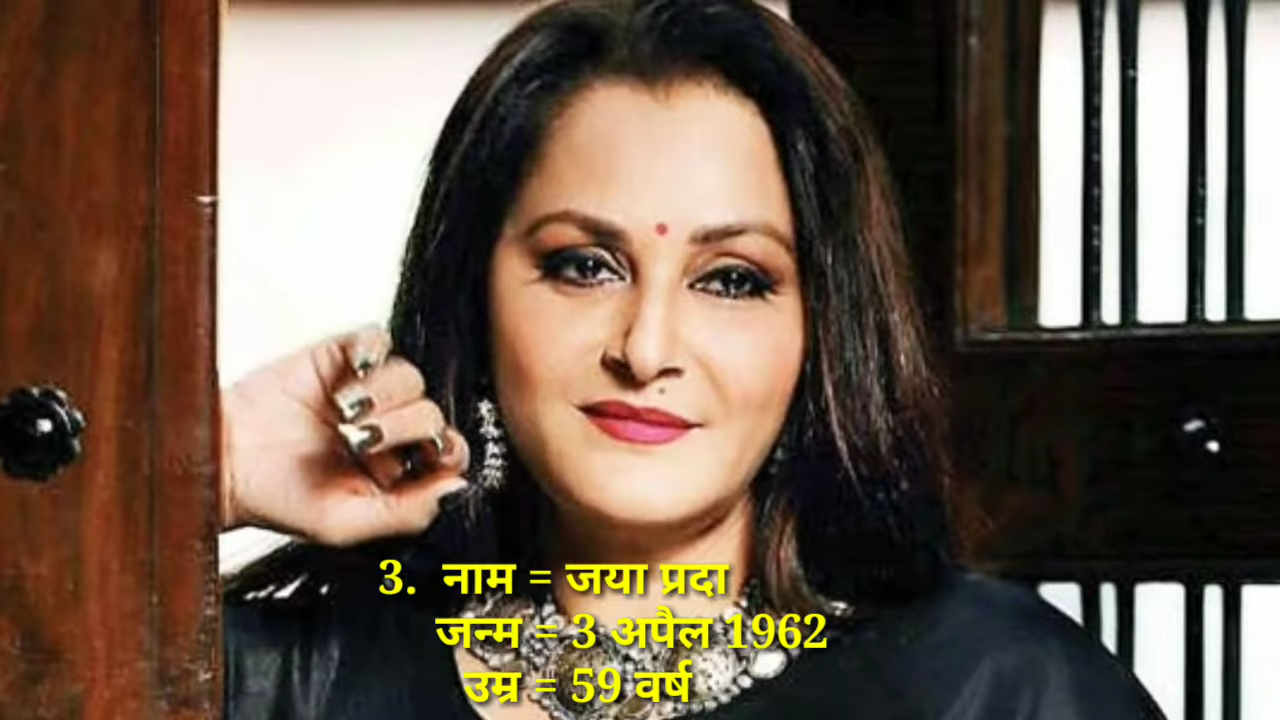 3. नाम = जया प्रदा
जन्म = 3 अपैल 1962
उम्र = 59 वर्ष